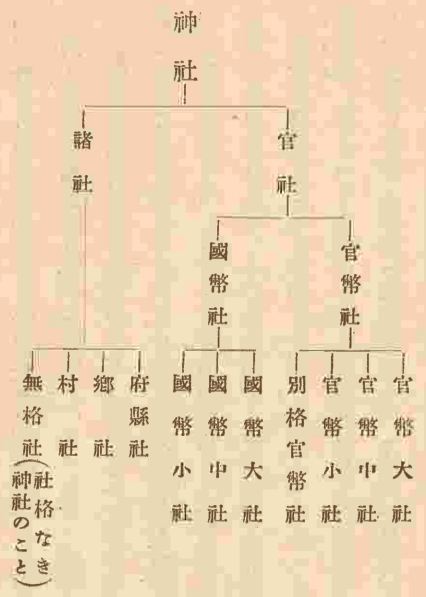 神社
官社
諸社
官幣社
國幣社
官幣大社
官幣中社
官幣小社
別格官幣社
國幣大社
國幣中社
國幣小社
府縣社
鄕社
村社
無格社(社格なき
神社のこと)